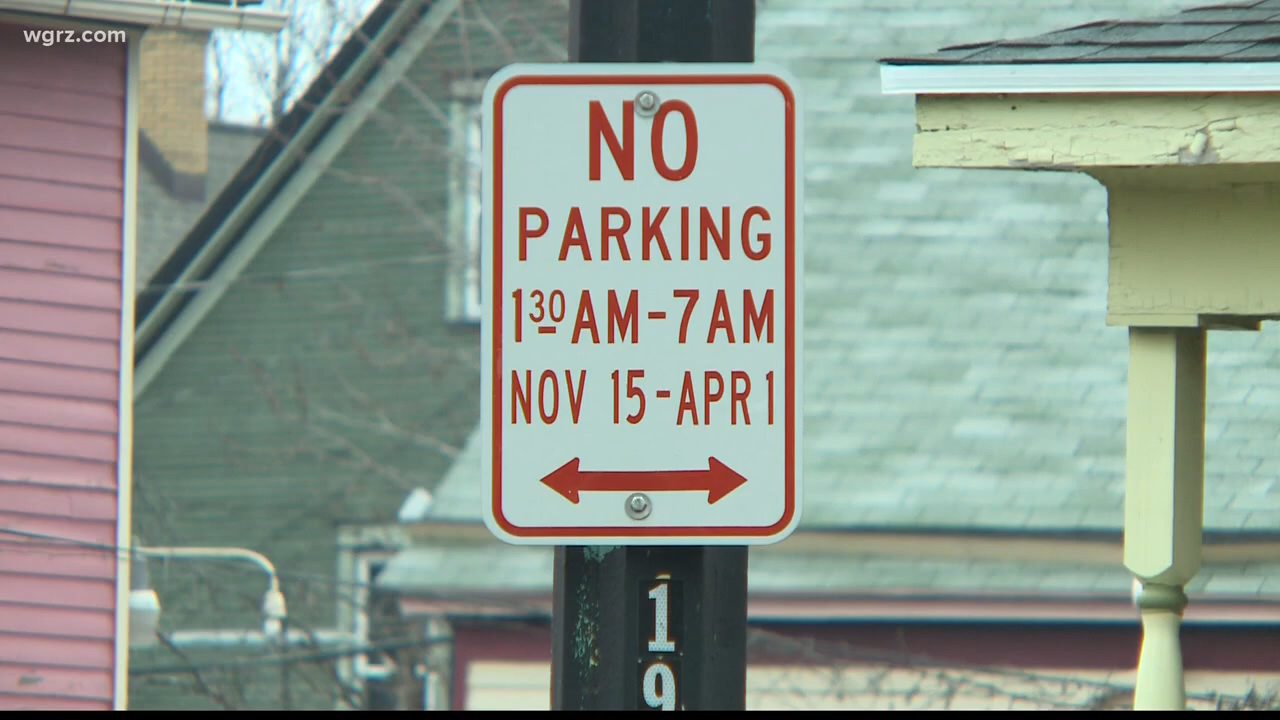 wgrz.com
NO
PARKING
1³⁰AM-7AM
NOV 15-APR 1
1
9